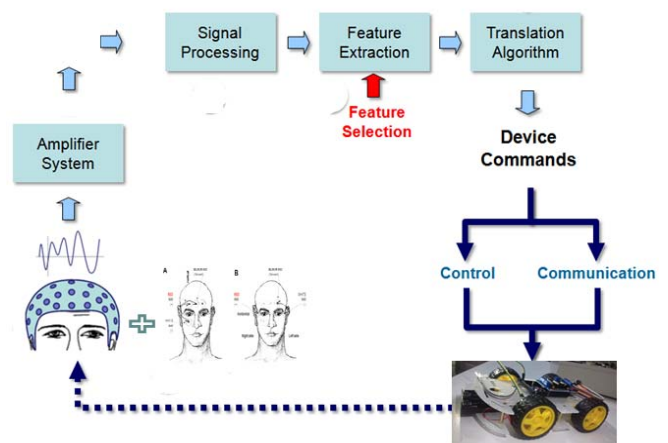 Signal
Processing
Feature
Extraction
Translation
Algorithm
Feature
Selection
Amplifier
System
Device
Commands
Control
Communication
A
B